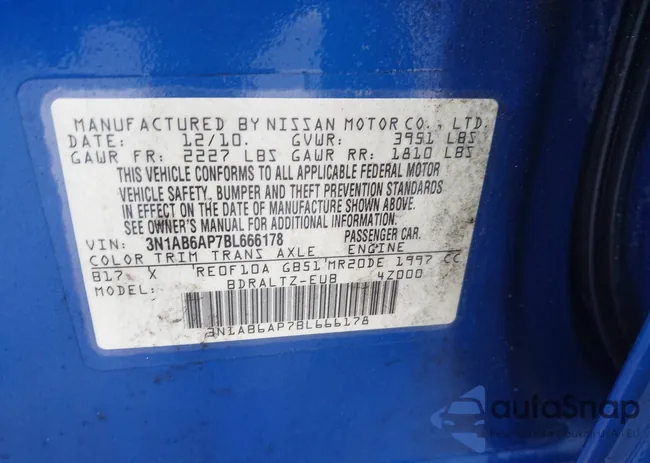 MANUFACTURED BY NISSAN MOTOR CO., LTD.
DATE: 12/10. GVWR: 3951 LBS
GAWR FR: 2227 LBS GAWR RR: 1810 LBS
THIS VEHICLE CONFORMS TO ALL APPLICABLE FEDERAL MOTOR
VEHICLE SAFETY, BUMPER AND THEFT PREVENTION STANDARDS
IN EFFECT ON THE DATE OF MANUFACTURE SHOWN ABOVE.
SEE OWNER'S MANUAL FOR ADDITIONAL INFORMATION.
VIN: 3N1AB6AP7BL666178 PASSENGER CAR.
COLOR TRIM TRANS AXLE ENGINE
B17 X RE0F10A GB51 MR20DE 1997 CC
MODEL: BDRALTZ-EUB 4Z000
3N1AB6AP7BL666178
autoSnap